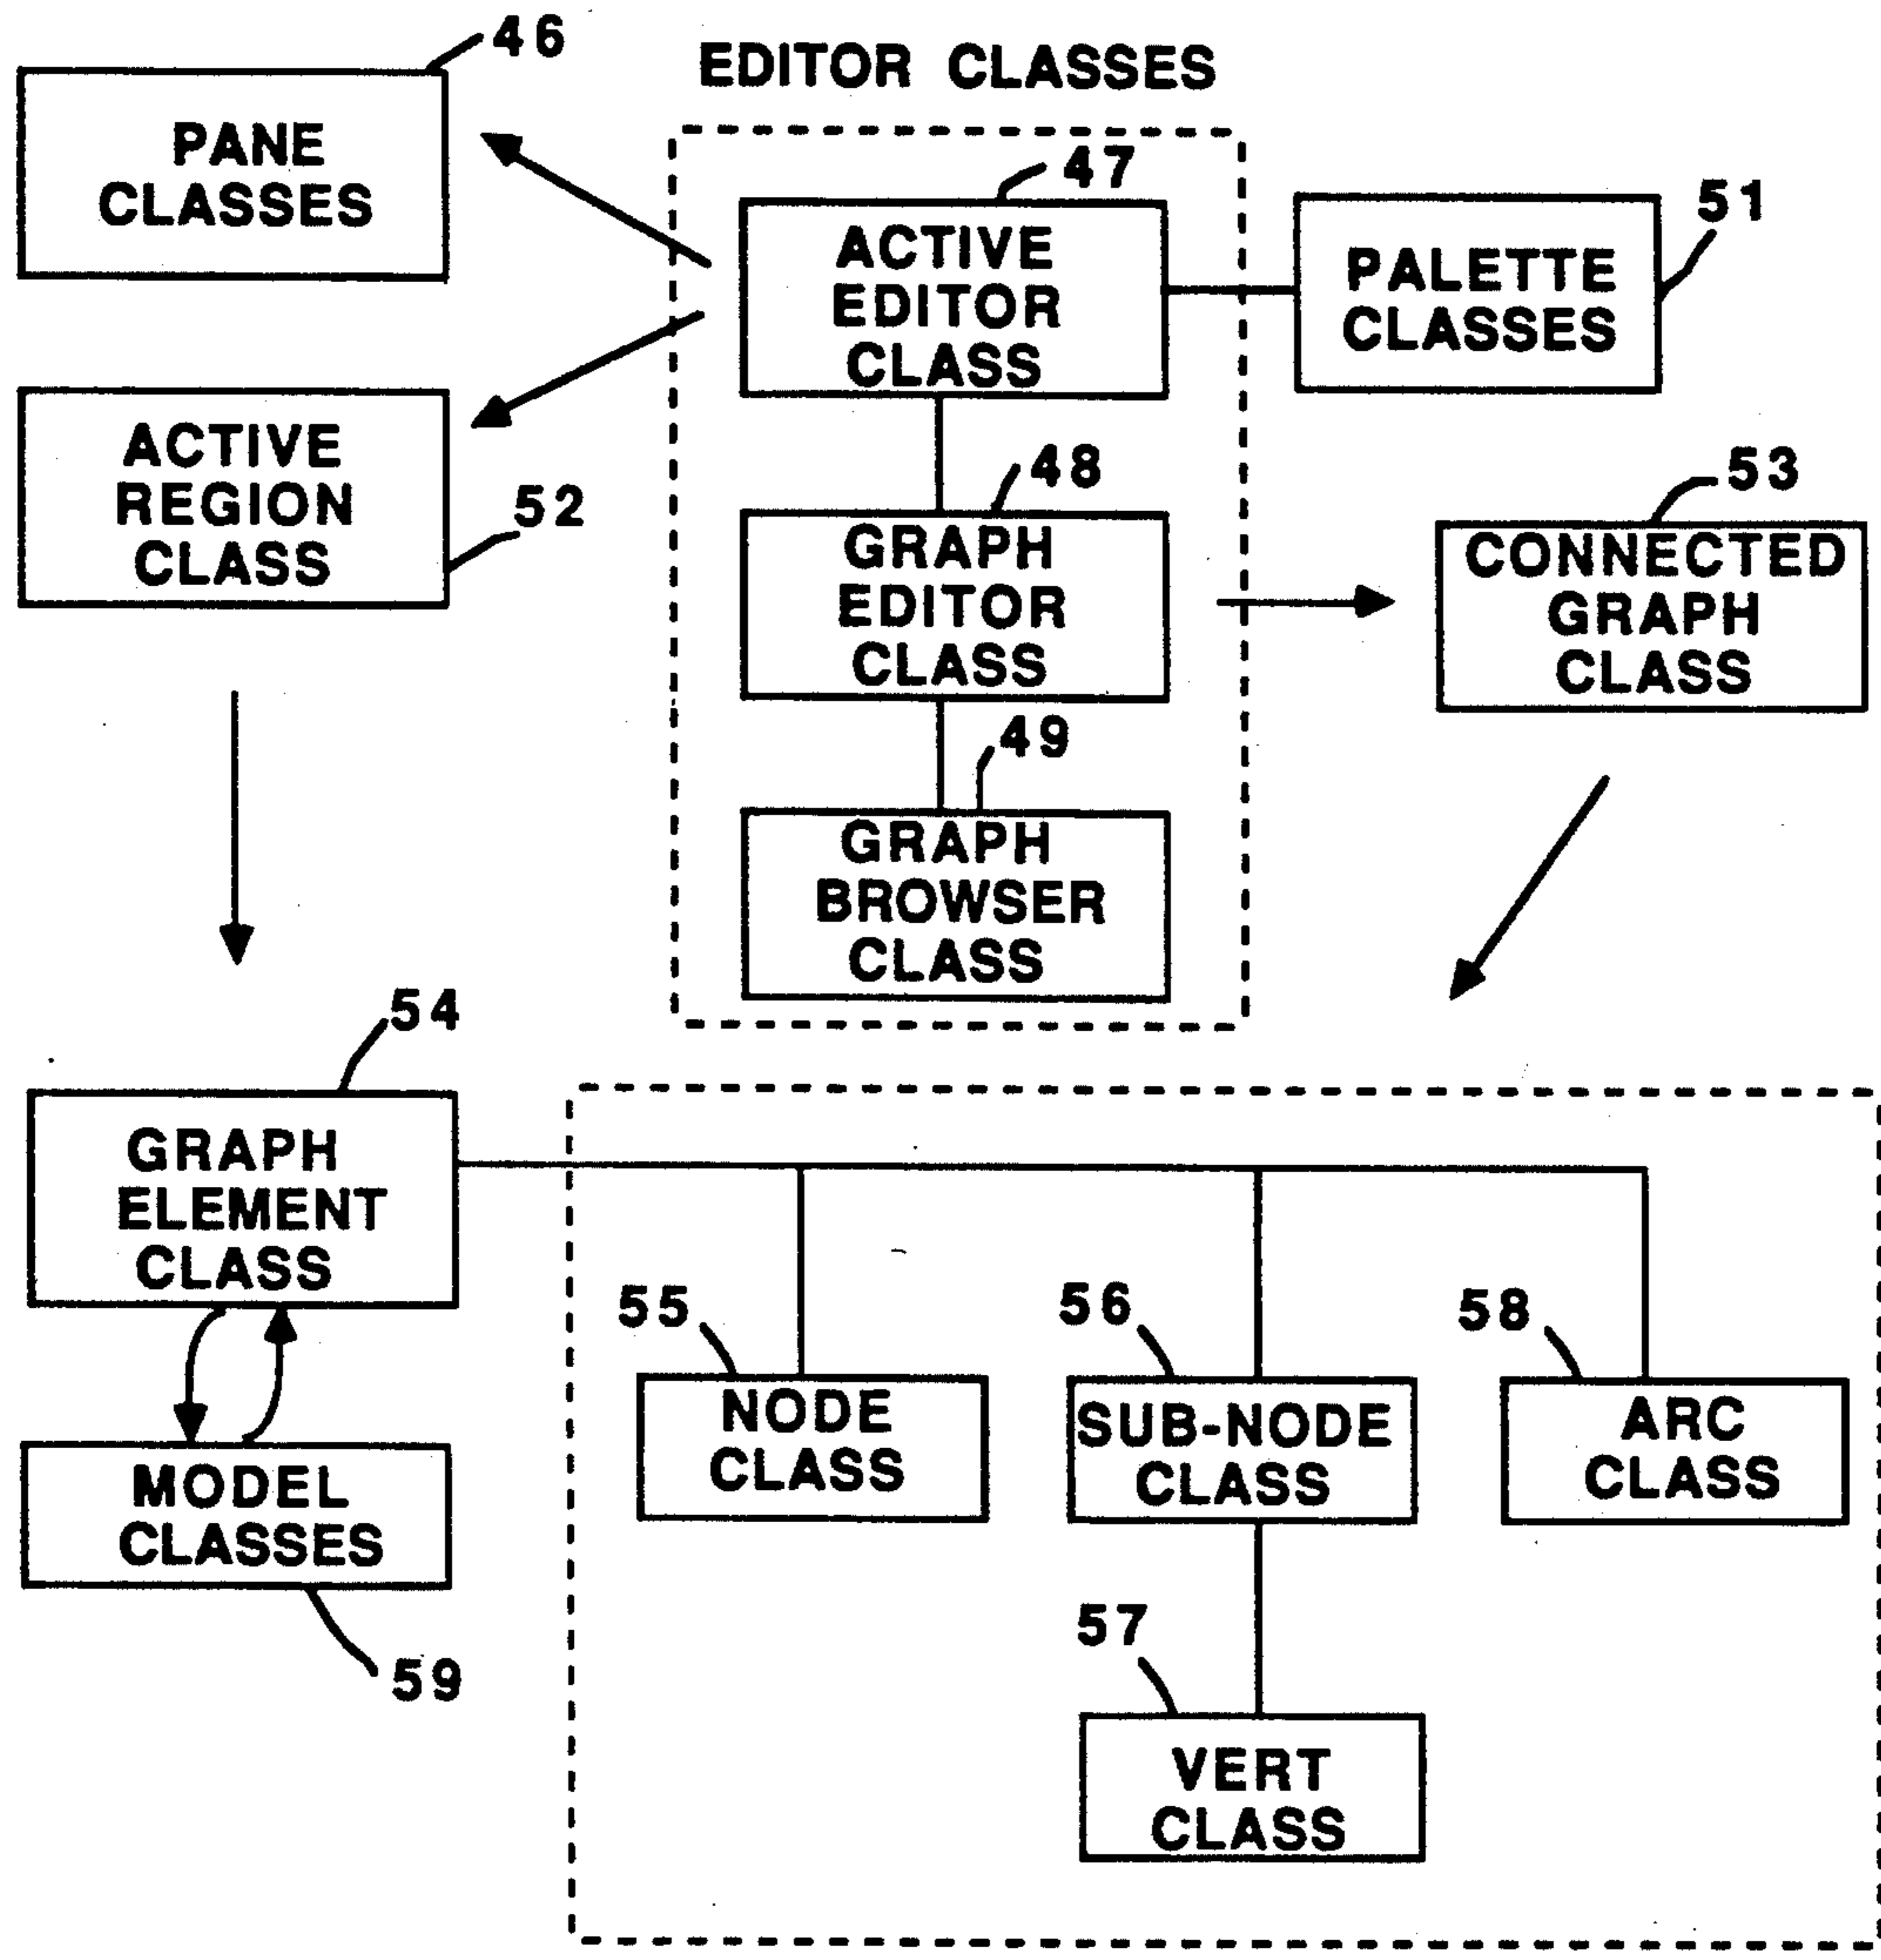 46
EDITOR CLASSES
PANE
CLASSES
47
ACTIVE
EDITOR
CLASS
51
PALETTE
CLASSES
ACTIVE
REGION
CLASS
52
48
GRAPH
EDITOR
CLASS
53
CONNECTED
GRAPH
CLASS
49
GRAPH
BROWSER
CLASS
54
GRAPH
ELEMENT
CLASS
55
NODE
CLASS
56
SUB-NODE
CLASS
58
ARC
CLASS
MODEL
CLASSES
59
57
VERT
CLASS